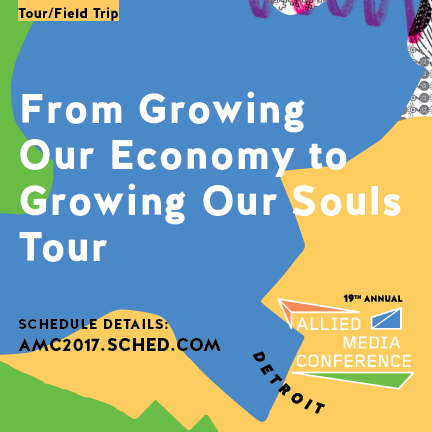 Tour/Field Trip
From Growing
Our Economy to
Growing Our Souls
Tour
SCHEDULE DETAILS:
AMC2017.SCHED.COM
19TH ANNUAL
ALLIED
MEDIA
CONFERENCE
DETROIT